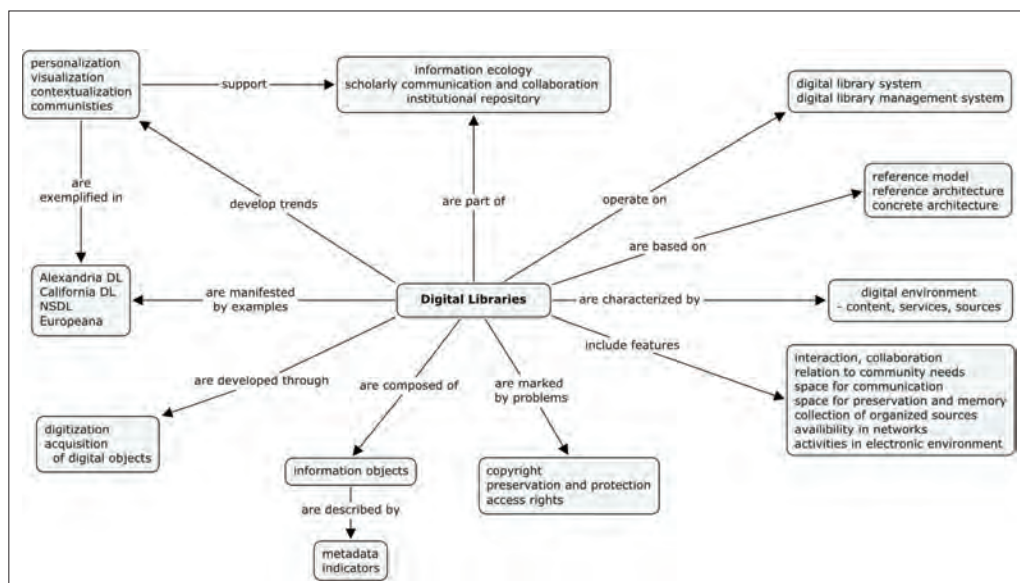 personalization
visualization
contextualization
communisties
support
information ecology
scholarly communication and collaboration
institutional repository
digital library system
digital library management system
are
exemplified in
develop trends
are part of
operate on
reference model
reference architecture
concrete architecture
are based on
Alexandria DL
California DL
NSDL
Europeana
are manifested
by examples
Digital Libraries
are characterized by
digital environment
- content, services, sources
include features
interaction, collaboration
relation to community needs
space for communication
space for preservation and memory
collection of organized sources
availibility in networks
activities in electronic environment
are developed through
are composed of
are marked
by problems
digitization
acquisition
of digital objects
information objects
copyright
preservation and protection
access rights
are described by
metadata
indicators